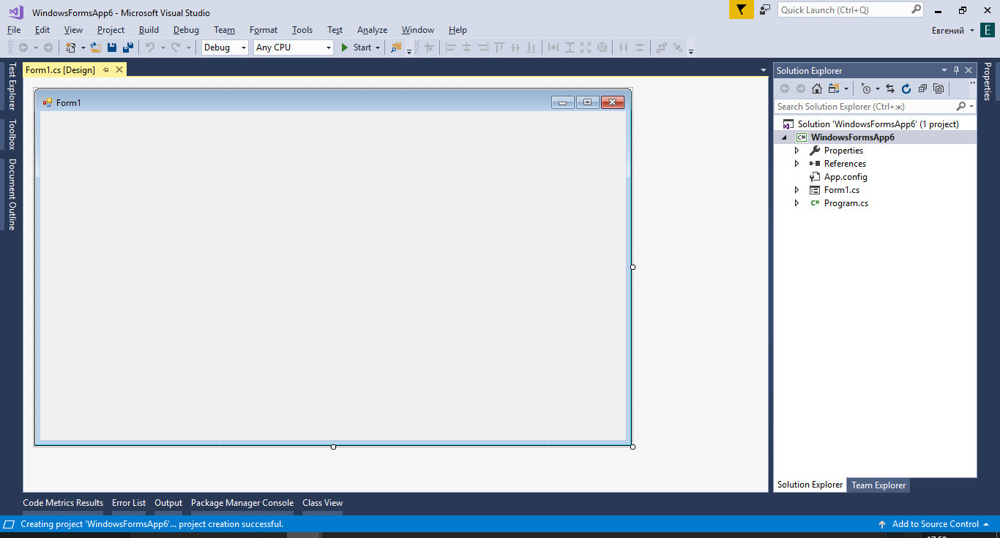 WindowsFormsApp6 - Microsoft Visual Studio
Quick Launch (Ctrl+Q)
File Edit View Project Build Debug Team Format Tools Test Analyze Window Help
Евгений
E
Debug Any CPU Start
Test Explorer
Toolbox
Document Outline
Form1.cs [Design]
Form1
Solution Explorer
Search Solution Explorer (Ctrl+ж)
Solution 'WindowsFormsApp6' (1 project)
C# WindowsFormsApp6
Properties
References
App.config
Form1.cs
C# Program.cs
Solution Explorer Team Explorer
Properties
Code Metrics Results Error List Output Package Manager Console Class View
Creating project 'WindowsFormsApp6'... project creation successful.
Add to Source Control